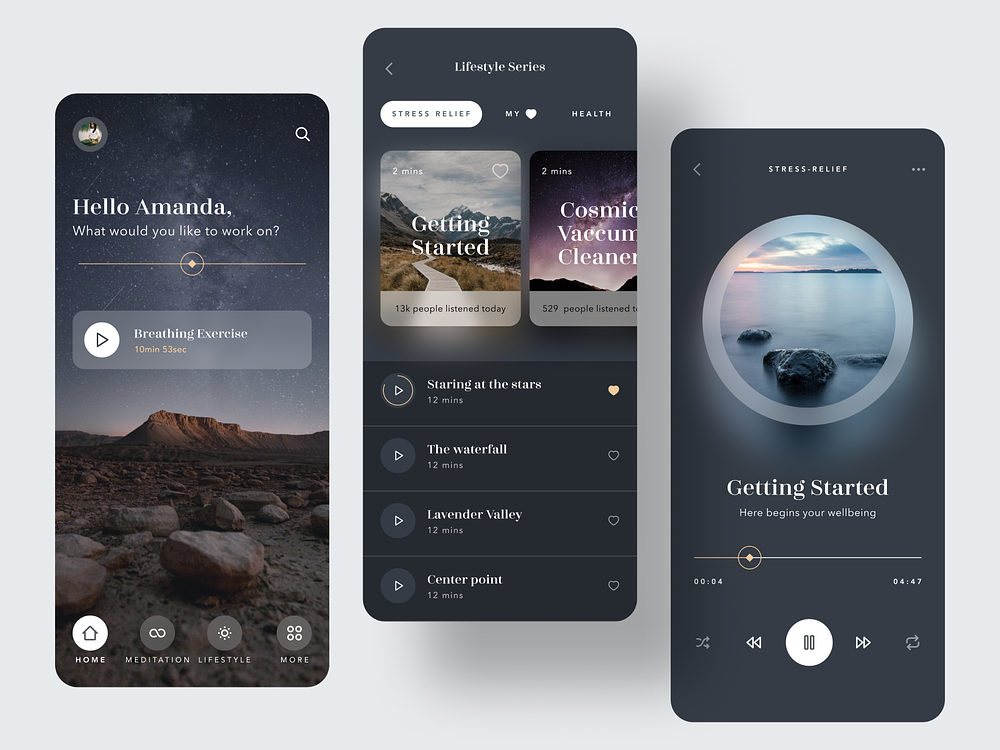 Hello Amanda,
What would you like to work on?
Breathing Exercise
10min 53sec
HOME
MEDITATION
LIFESTYLE
MORE
Lifestyle Series
STRESS RELIEF
MY
HEALTH
2 mins
Getting
Started
13k people listened today
2 mins
Cosmic
Vaccum
Cleaner
529 people listened to
Staring at the stars
12 mins
The waterfall
12 mins
Lavender Valley
12 mins
Center point
12 mins
STRESS-RELIEF
Getting Started
Here begins your wellbeing
00:04
04:47